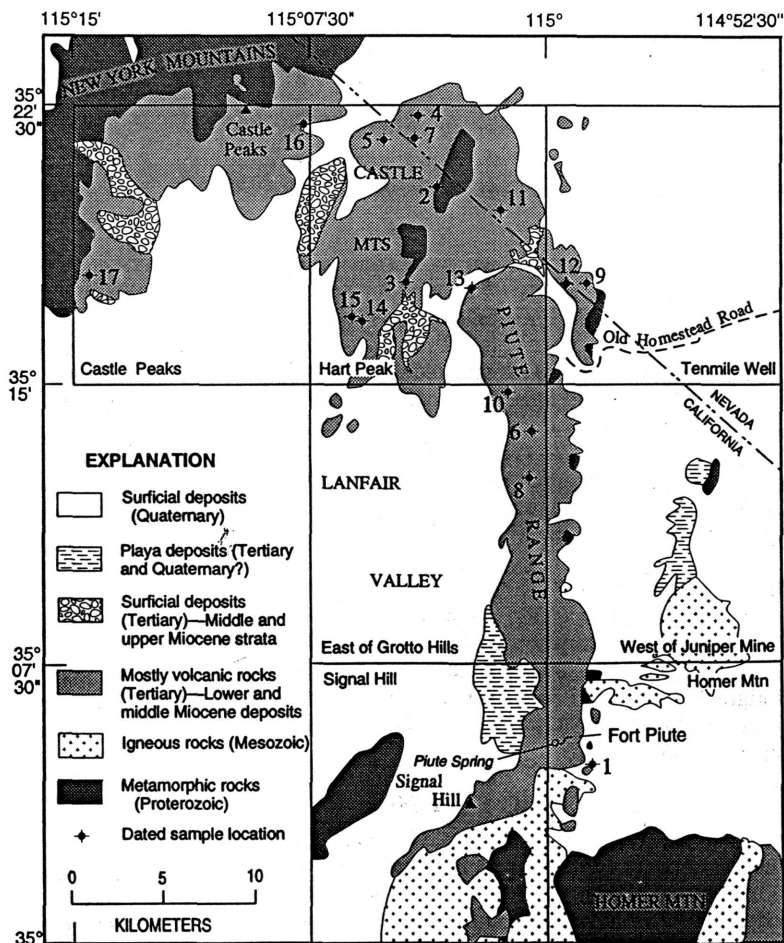 115°15'
115°07'30"
115°
114°52'30"
NEW YORK MOUNTAINS
35°
22'
30"
Castle
Peaks
16
4
5
7
CASTLE
2
11
MTS
17
3
13
12
9
15
14
PIUTE
Old Homestead Road
Castle Peaks
Hart Peak
Tenmile Well
35°
15'
10
NEVADA
CALIFORNIA
6
EXPLANATION
LANFAIR
8
Surficial deposits
(Quaternary)
RANGE
Playa deposits (Tertiary
and Quaternary?)
VALLEY
Surficial deposits
(Tertiary)—Middle and
upper Miocene strata
East of Grotto Hills
West of Juniper Mine
35°
07'
30"
Signal Hill
Homer Mtn
Mostly volcanic rocks
(Tertiary)—Lower and
middle Miocene deposits
Igneous rocks (Mesozoic)
Fort Piute
Piute Spring
1
Metamorphic rocks
(Proterozoic)
Signal
Hill
Dated sample location
0
5
10
HOMER MTN
KILOMETERS
35°